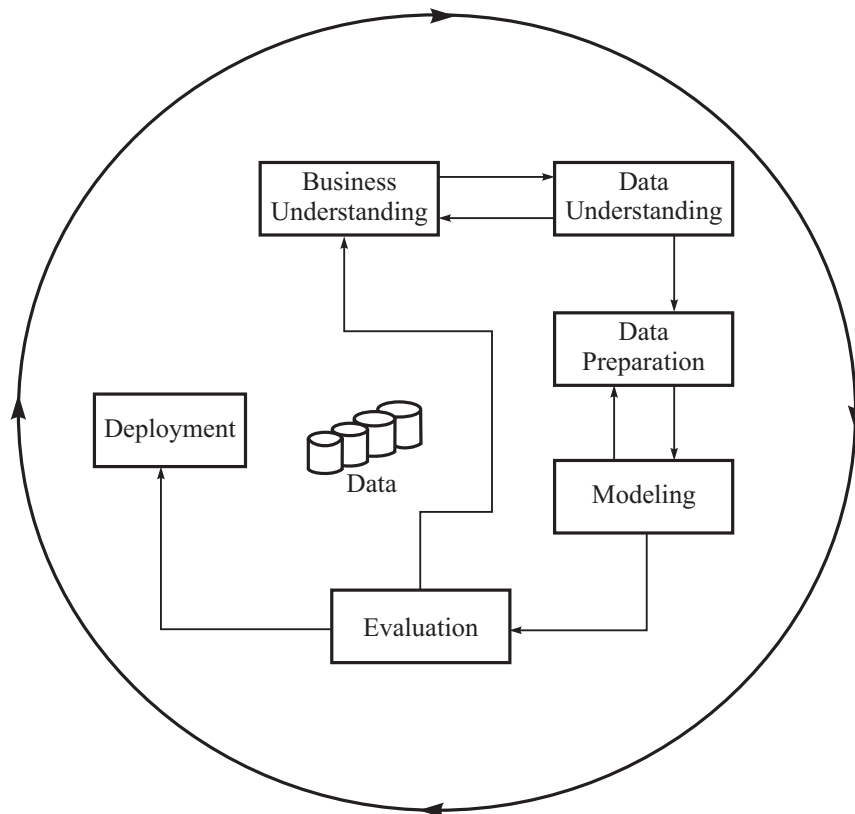 Business
Understanding
Data
Understanding
Data
Preparation
Deployment
Data
Modeling
Evaluation